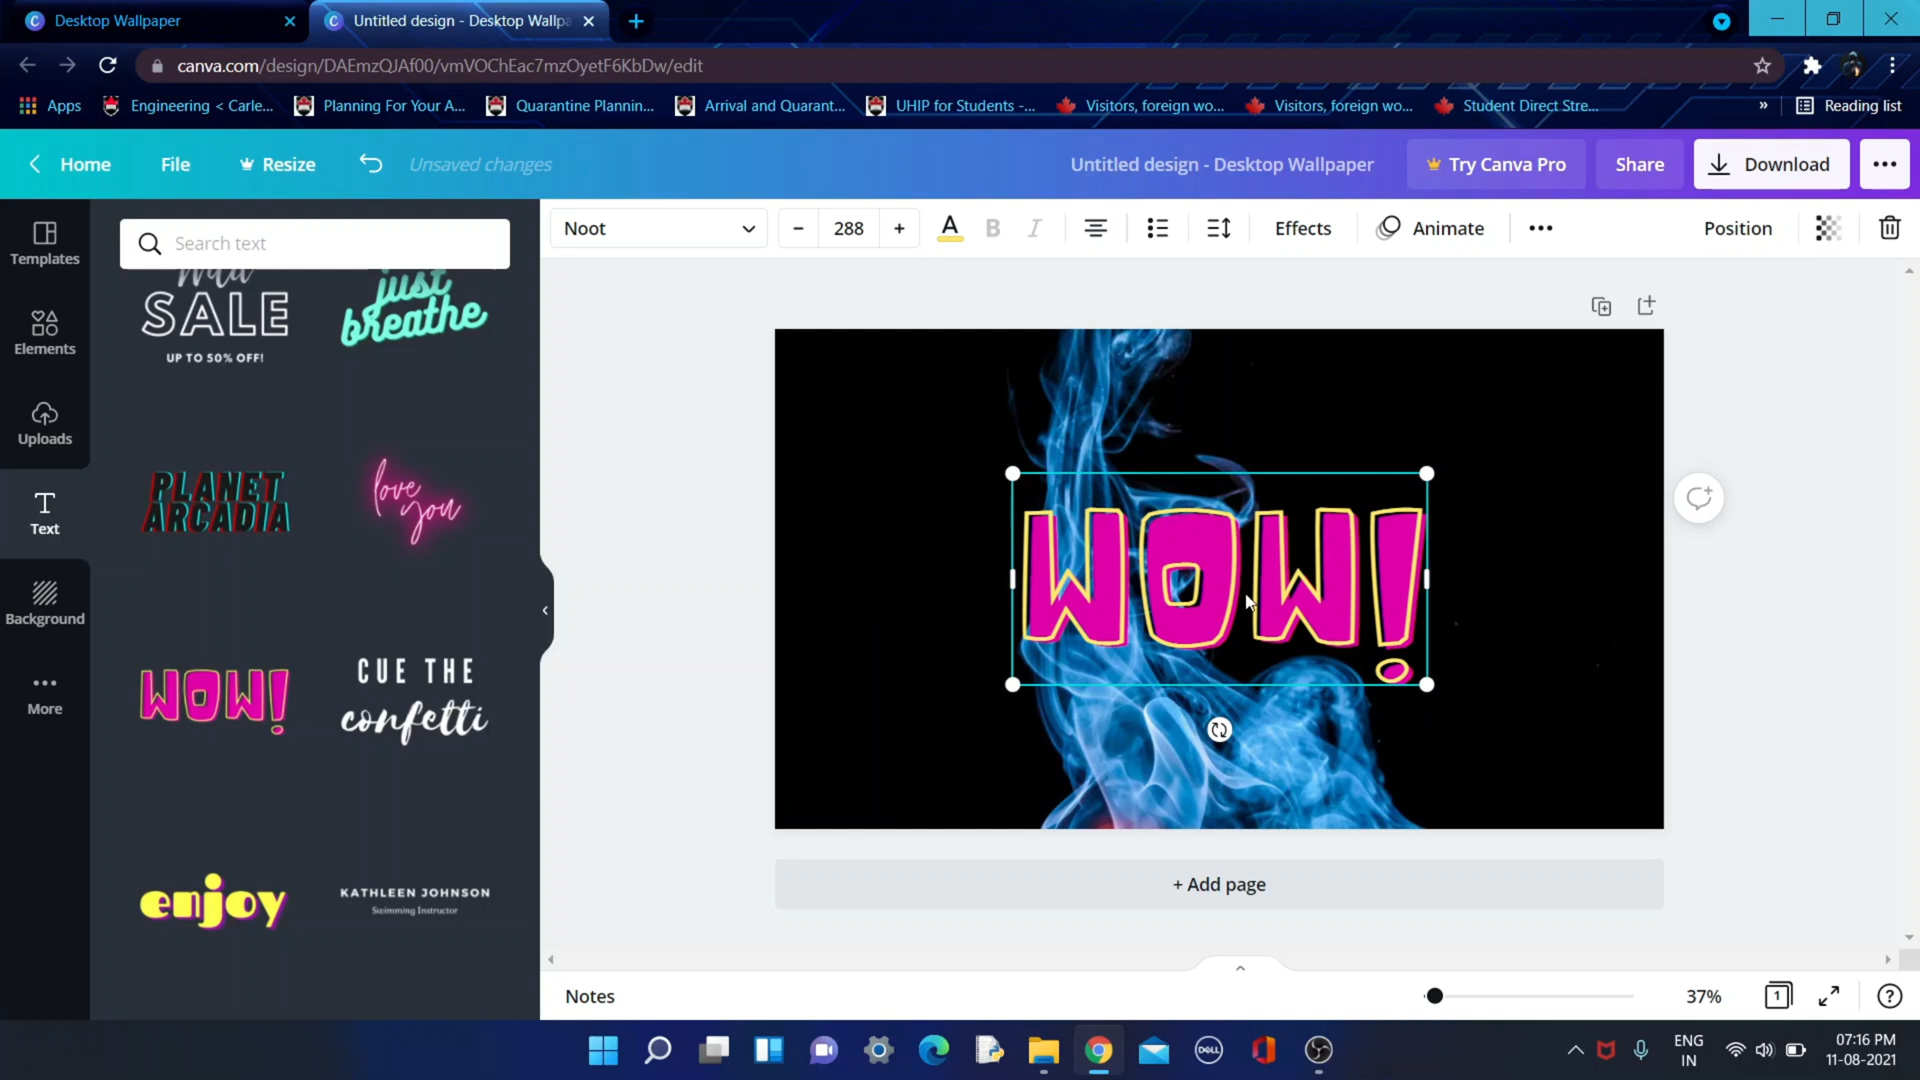 Desktop Wallpaper
Untitled design - Desktop Wallpa
canva.com/design/DAEmzQJAf00/vmVOChEac7mzOyetF6KbDw/edit
Apps
Engineering < Carle...
Planning For Your A...
Quarantine Plannin...
Arrival and Quarant...
UHIP for Students -...
Visitors, foreign wo...
Visitors, foreign wo...
Student Direct Stre...
»
Reading list
Home
File
Resize
Unsaved changes
Untitled design - Desktop Wallpaper
Try Canva Pro
Share
Download
Templates
Elements
Uploads
Text
Background
More
Search text
Wild
SALE
UP TO 50% OFF!
just
breathe
PLANET
ARCADIA
love
you
WOW!
CUE THE
confetti
enjoy
KATHLEEN JOHNSON
Swimming Instructor
Noot
288
A
B
I
Effects
Animate
Position
WOW!
+ Add page
Notes
37%
1
DELL
ENG
IN
07:16 PM
11-08-2021